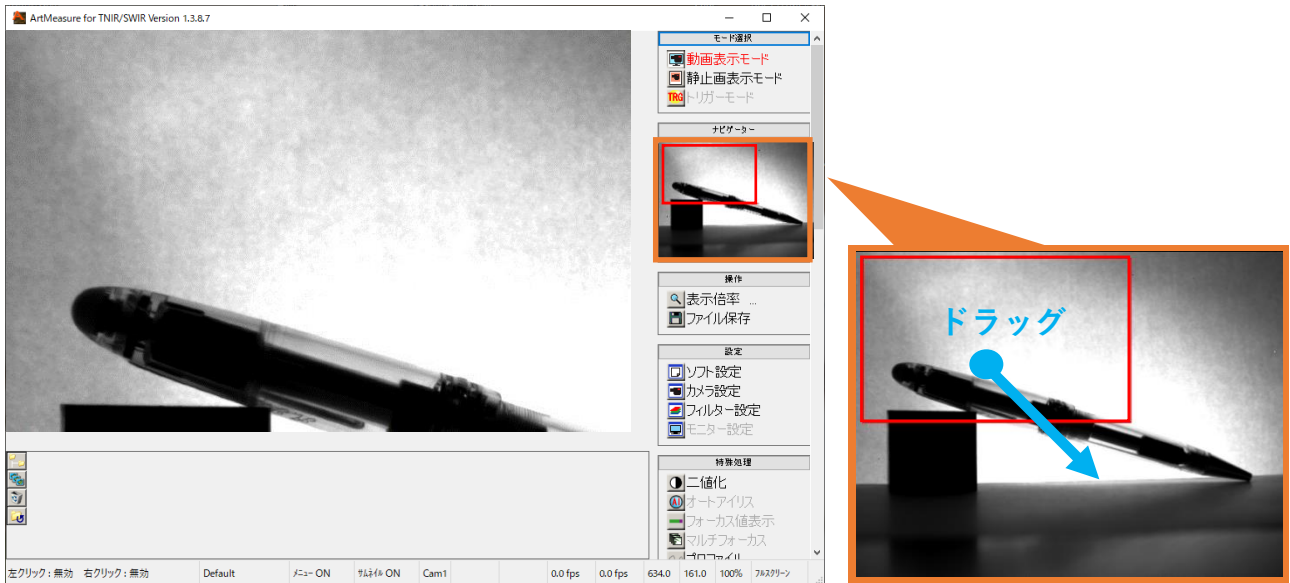 ArtMeasure for TNIR/SWIR Version 1.3.8.7
モード選択
動画表示モード
静止画表示モード
TRG トリガーモード
ナビゲーター
操作
表示倍率 ...
ファイル保存
設定
ソフト設定
カメラ設定
フィルター設定
モニター設定
特殊処理
二値化
AI オートアイリス
フォーカス値表示
マルチフォーカス
プロファイル
左クリック : 無効 右クリック : 無効 Default ﾒﾆｭｰ ON ｻﾑﾈｲﾙ ON Cam1 0.0 fps 0.0 fps 634.0 161.0 100% ﾌﾙｽｸﾘｰﾝ
ドラッグ